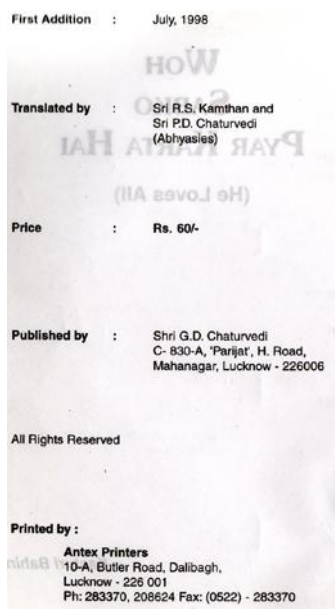 First Addition : July, 1998
Translated by : Sri R.S. Kamthan and
Sri P.D. Chaturvedi
(Abhyasies)
Price : Rs. 60/-
Published by : Shri G.D. Chaturvedi
C- 830-A, 'Parijat', H. Road,
Mahanagar, Lucknow - 226006
All Rights Reserved
Printed by :
Antex Printers
10-A, Butler Road, Dalibagh,
Lucknow - 226 001
Ph: 283370, 208624 Fax: (0522) - 283370